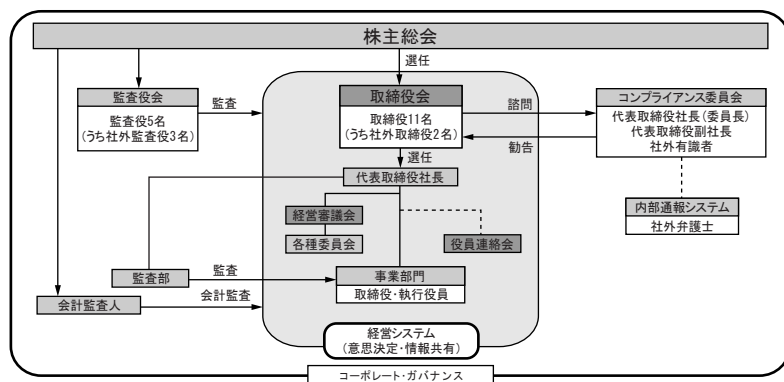 株主総会
選任
監査役会
監査役5名
(うち社外監査役3名)
監査
取締役会
取締役11名
(うち社外取締役2名)
諮問
勧告
コンプライアンス委員会
代表取締役社長(委員長)
代表取締役副社長
社外有識者
選任
代表取締役社長
経営審議会
各種委員会
役員連絡会
内部通報システム
社外弁護士
監査部
監査
事業部門
取締役・執行役員
会計監査人
会計監査
経営システム
(意思決定・情報共有)
コーポレート・ガバナンス